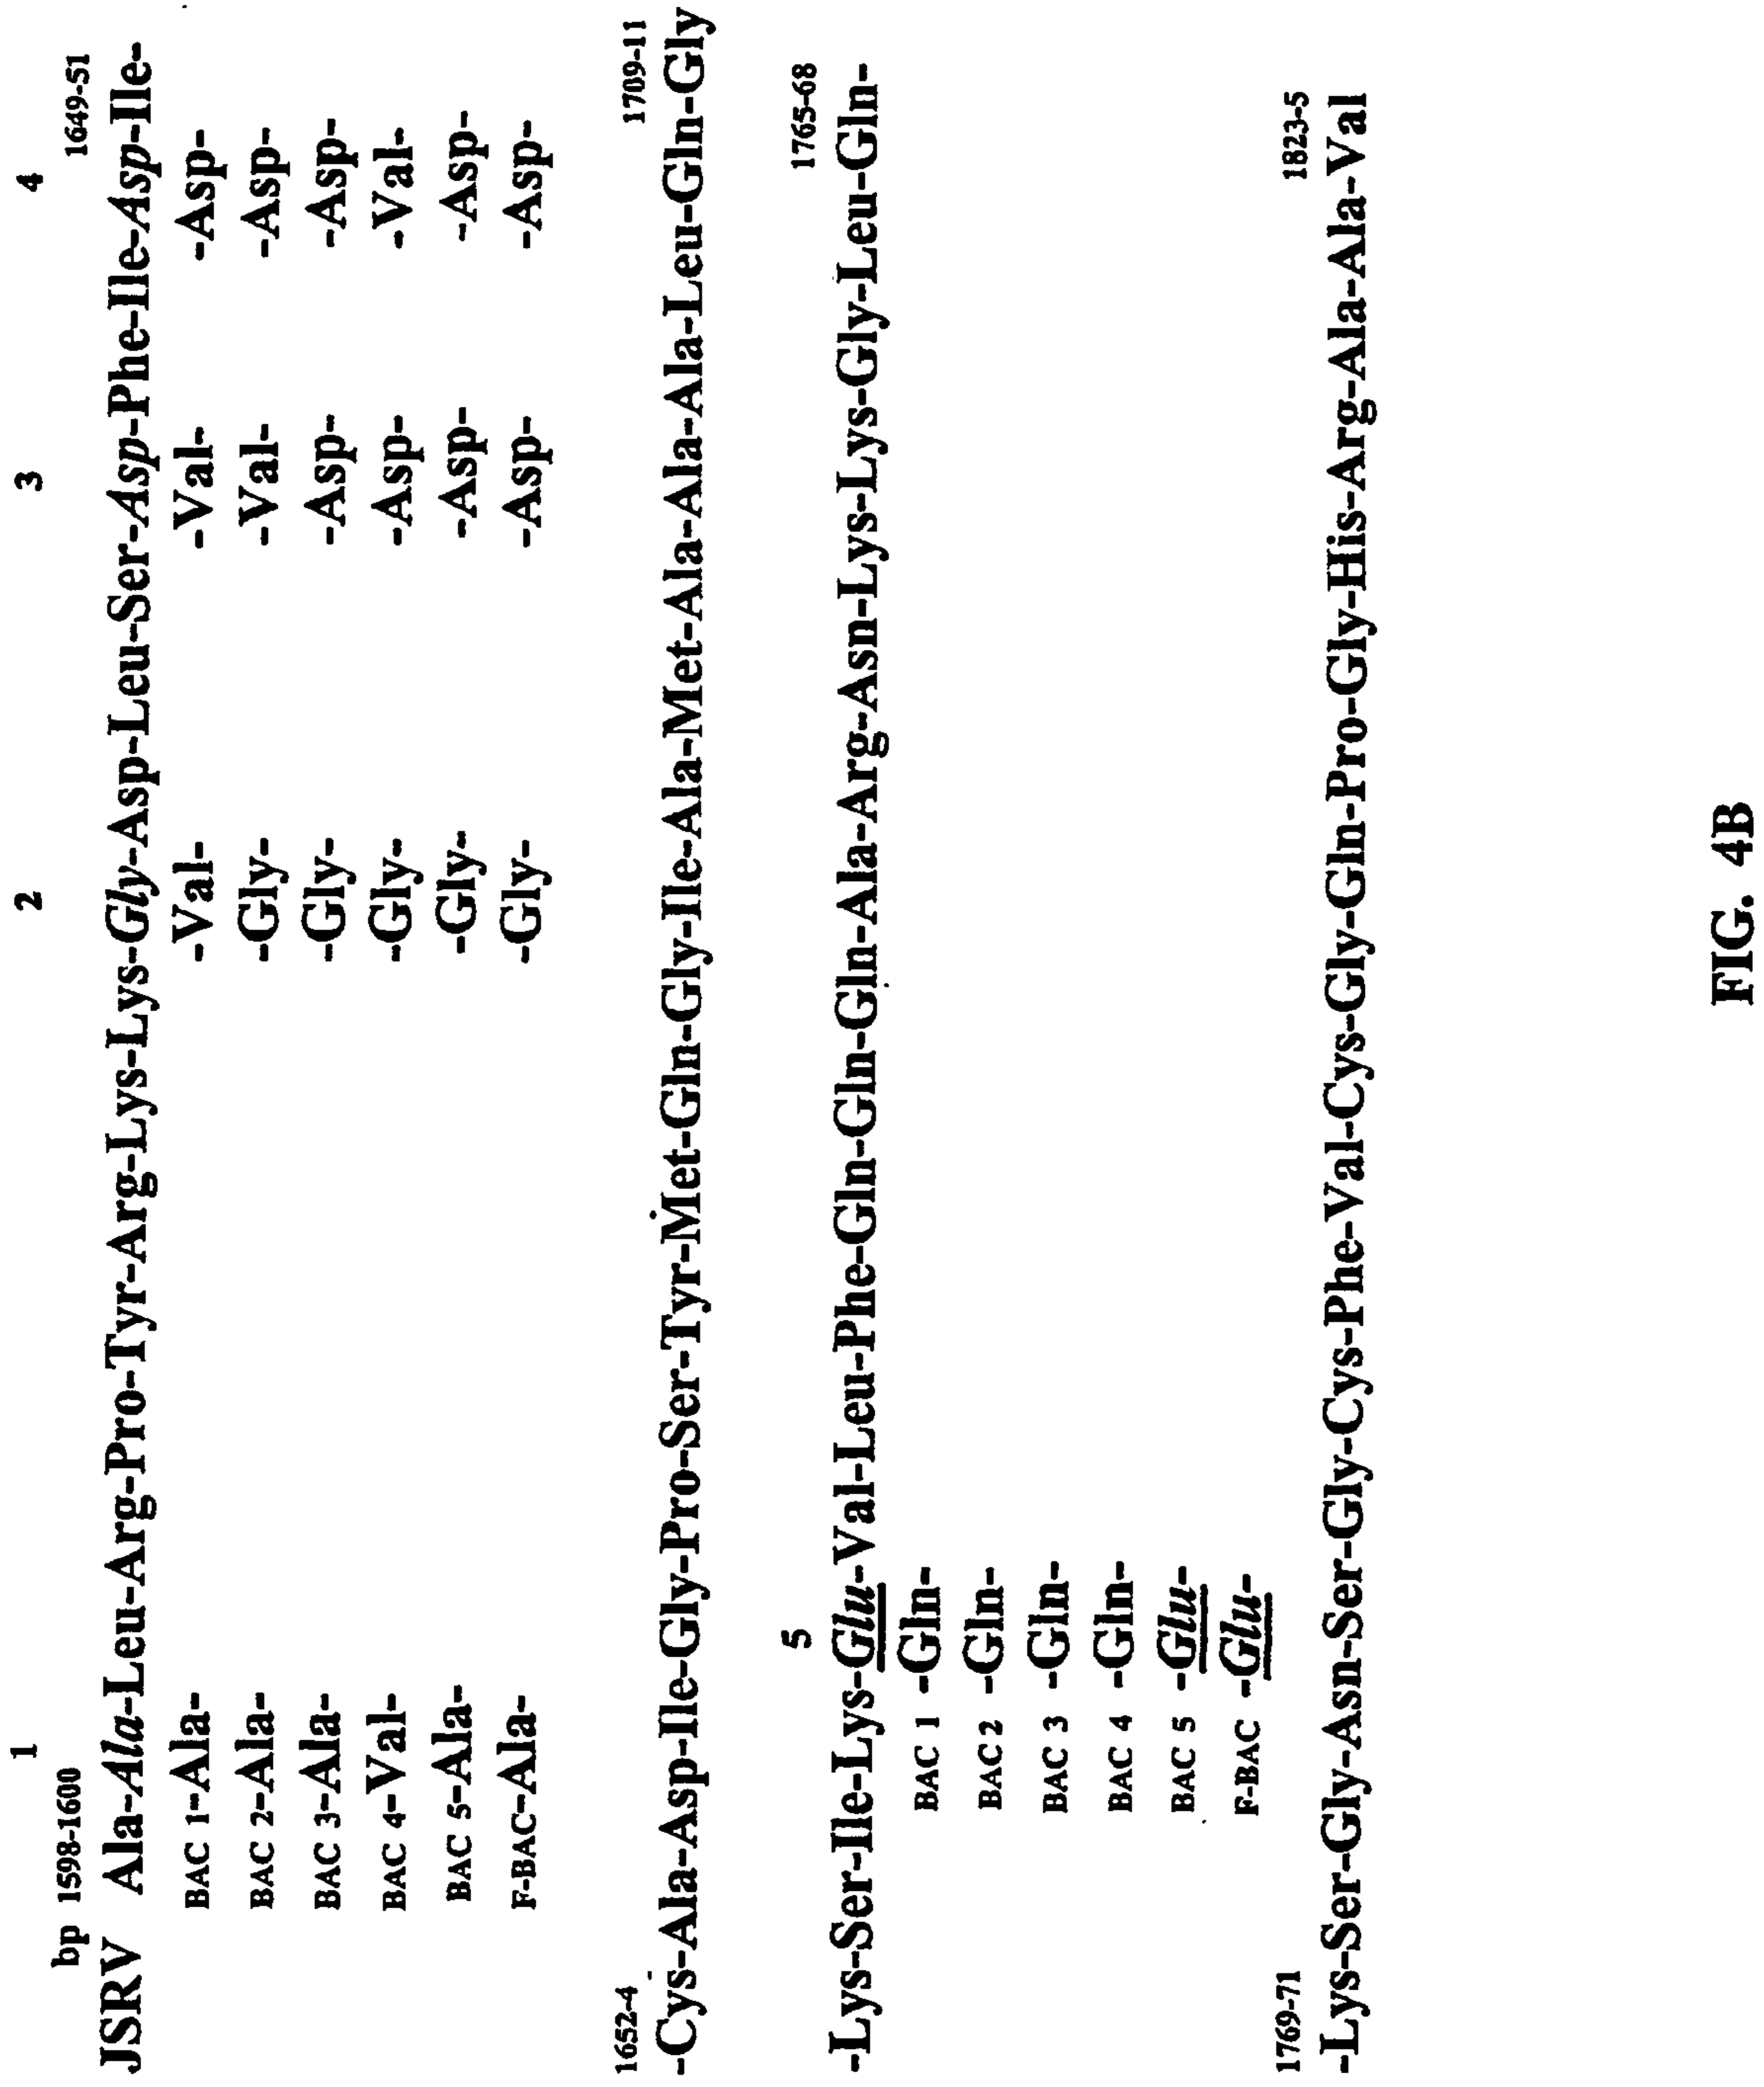 1 2 3 4
bp 1598-1600 1649-51
JSRV Ala-Ala-Leu-Arg-Pro-Tyr-Arg-Lys-Lys-Gly-Asp-Leu-Ser-Asp-Phe-Ile-Asp-Ile-
BAC 1-Ala- -Val- -Val- -Asp-
BAC 2-Ala- -Gly- -Val- -Asp-
BAC 3-Ala- -Gly- -Asp- -Asp-
BAC 4-Val- -Gly- -Asp- -Val-
BAC 5-Ala- -Gly- -Asp- -Asp-
F-BAC-Ala- -Gly- -Asp- -Asp-
1652-4 1709-11
-Cys-Ala-Asp-Ile-Gly-Pro-Ser-Tyr-Met-Gln-Gly-Ile-Ala-Met-Ala-Ala-Ala-Ala-Leu-Gln-Gly
5 1765-68
-Lys-Ser-Ile-Lys-Glu-Val-Leu-Phe-Gln-Gln-Gln-Ala-Arg-Asn-Lys-Lys-Gly-Leu-Gln-
BAC 1 -Gln-
BAC 2 -Gln-
BAC 3 -Gln-
BAC 4 -Gln-
BAC 5 -Glu-
F-BAC -Glu-
1769-71 1823-5
-Lys-Ser-Gly-Asn-Ser-Gly-Cys-Phe-Val-Cys-Gly-Gln-Pro-Gly-His-Arg-Ala-Ala-Val
FIG. 4B